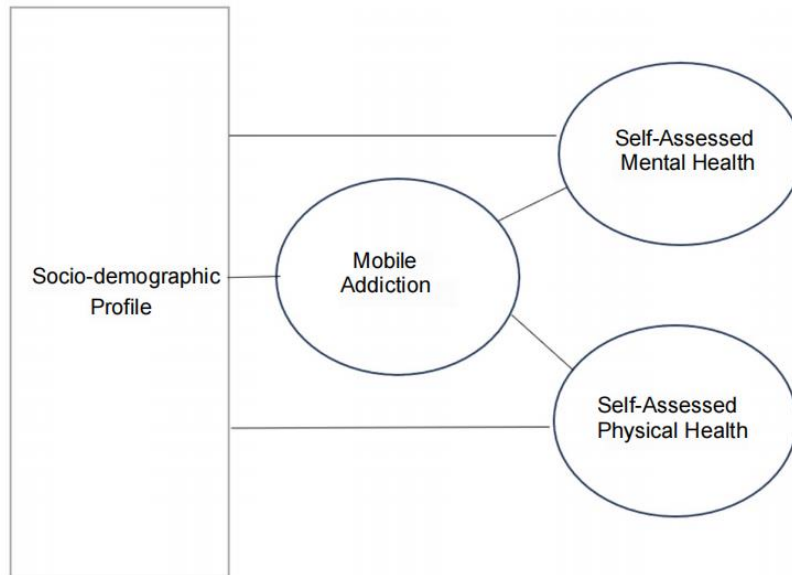 Socio-demographic
Profile
Mobile
Addiction
Self-Assessed
Mental Health
Self-Assessed
Physical Health